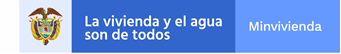 La vivienda y el agua
son de todos
Minvivienda